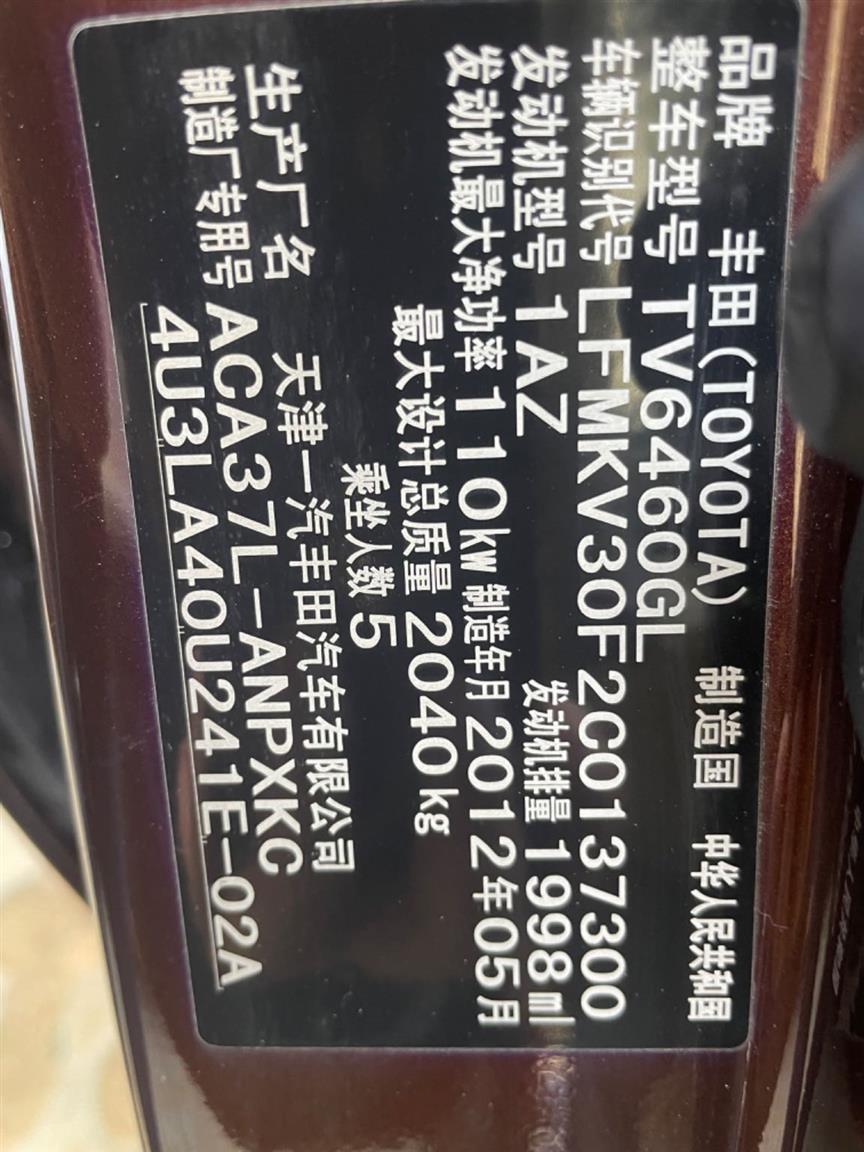 品牌 丰田(TOYOTA) 制造国 中华人民共和国
整车型号 TV6460GL
车辆识别代号 LFMKV30F2C0137300
发动机型号 1AZ 发动机排量 1998ml
发动机最大净功率 110kw 制造年月 2012年05月
最大设计总质量 2040kg
乘坐人数 5
生产厂名 天津一汽丰田汽车有限公司
制造厂专用号 ACA37L-ANPXKC
4U3LA40U241E-02A